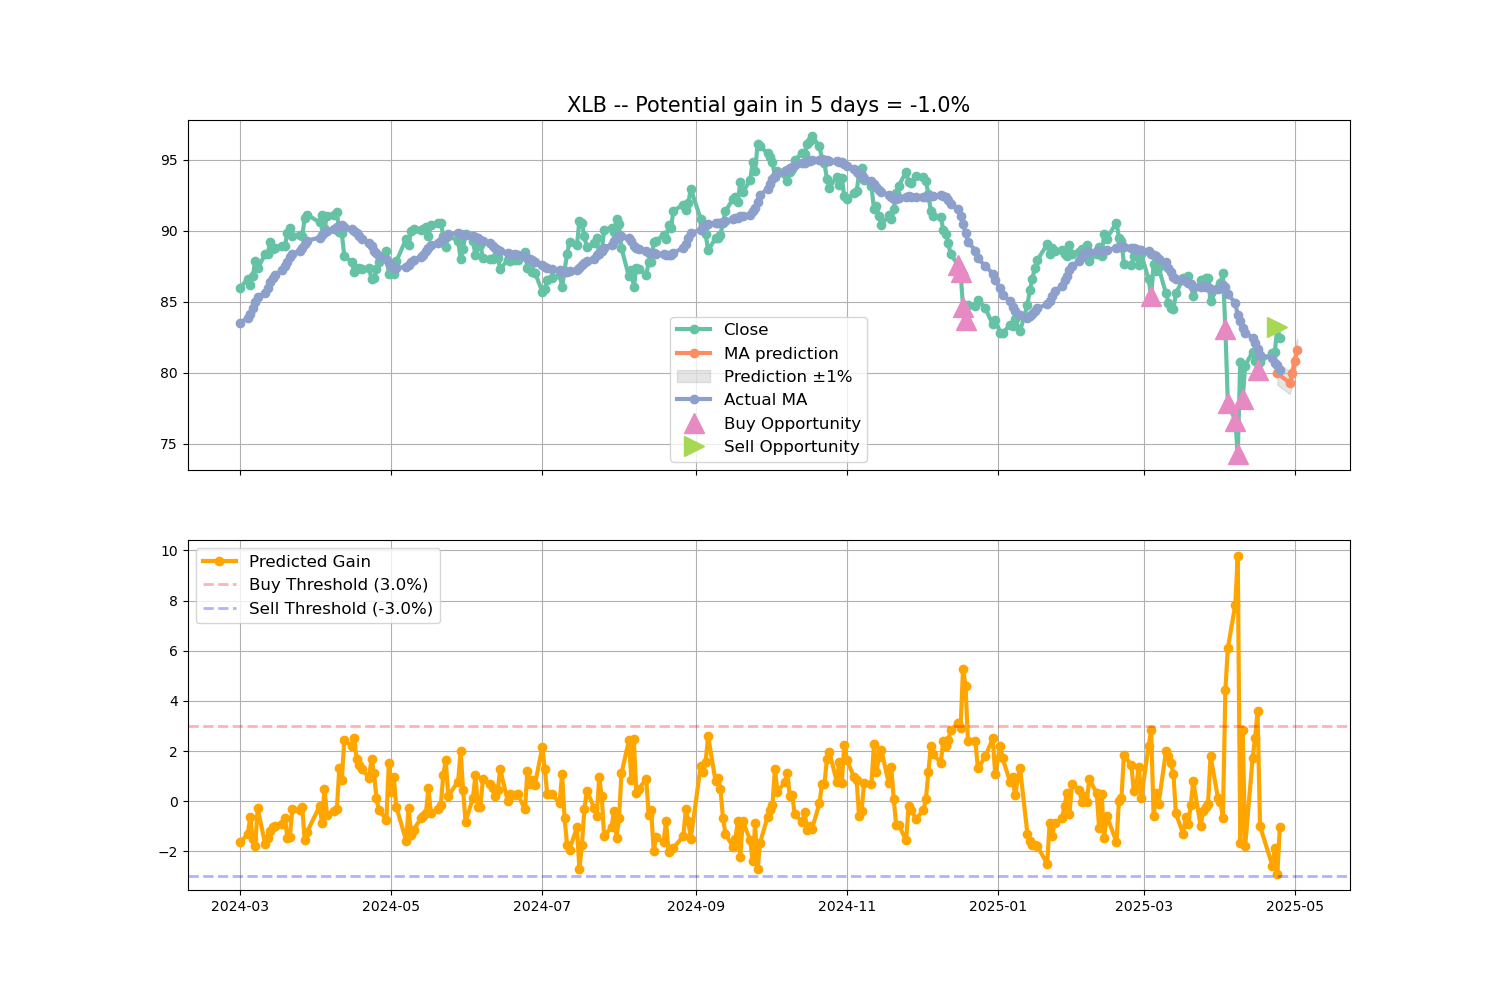 XLB -- Potential gain in 5 days = -1.0%
95
90
85
80
75
Close
MA prediction
Prediction ±1%
Actual MA
Buy Opportunity
Sell Opportunity
10
8
6
4
2
0
−2
Predicted Gain
Buy Threshold (3.0%)
Sell Threshold (-3.0%)
2024-03 2024-05 2024-07 2024-09 2024-11 2025-01 2025-03 2025-05